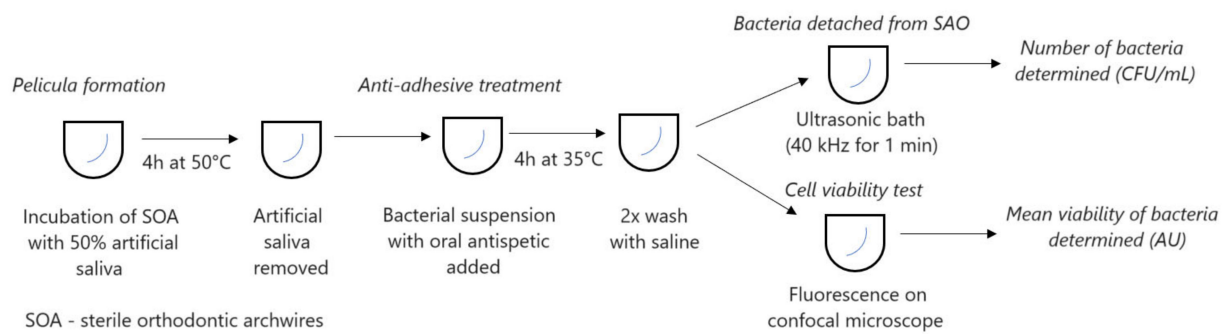 Pelicula formation
4h at 50°C
Incubation of SOA
with 50% artificial
saliva
Artificial
saliva
removed
Anti-adhesive treatment
4h at 35°C
Bacterial suspension
with oral antispetic
added
2x wash
with saline
Bacteria detached from SAO
Ultrasonic bath
(40 kHz for 1 min)
Number of bacteria
determined (CFU/mL)
Cell viability test
Fluorescence on
confocal microscope
Mean viability of bacteria
determined (AU)
SOA - sterile orthodontic archwires